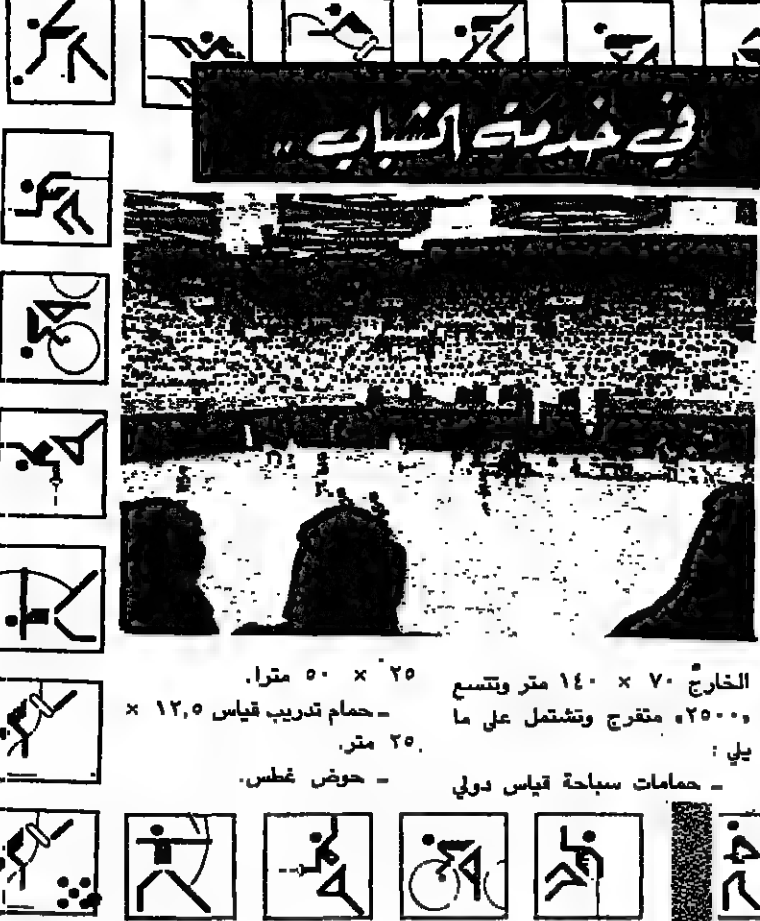 في خدمة الشباب ..
الخارج ٧٠ × ١٤٠ متر وتتسع
«٢٥٠٠» متفرج وتشتمل على ما
يلي :
ـ حمامات سباحة قياس دولي
٢٥ × ٥٠ مترا.
ـ حمام تدريب قياس ١٢,٥ ×
٢٥ متر.
ـ حوض غطس.